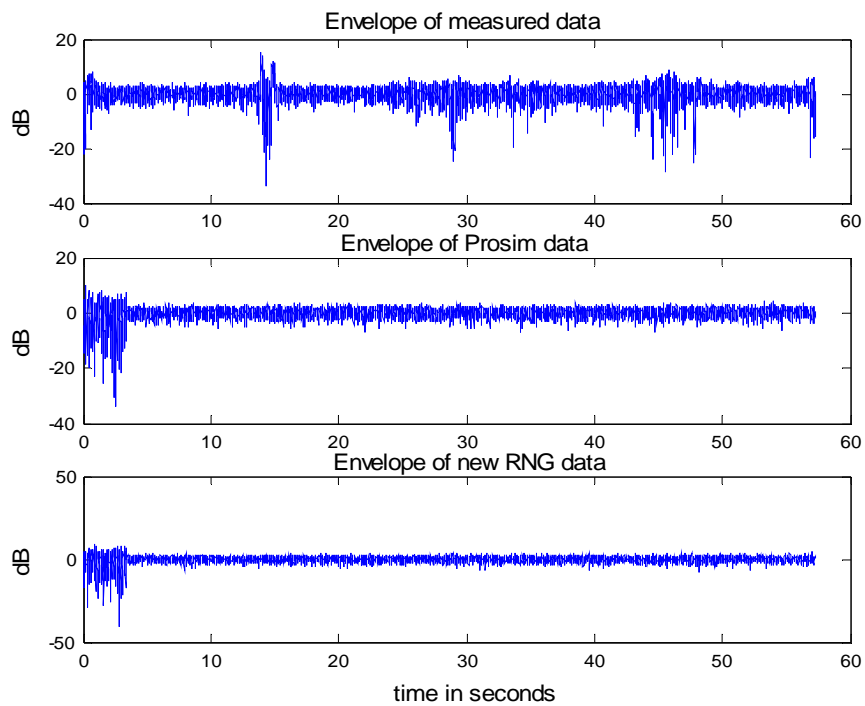 Envelope of measured data
20
0
-20
-40
dB
0 10 20 30 40 50 60
Envelope of Prosim data
20
0
-20
-40
dB
0 10 20 30 40 50 60
Envelope of new RNG data
50
0
-50
dB
0 10 20 30 40 50 60
time in seconds